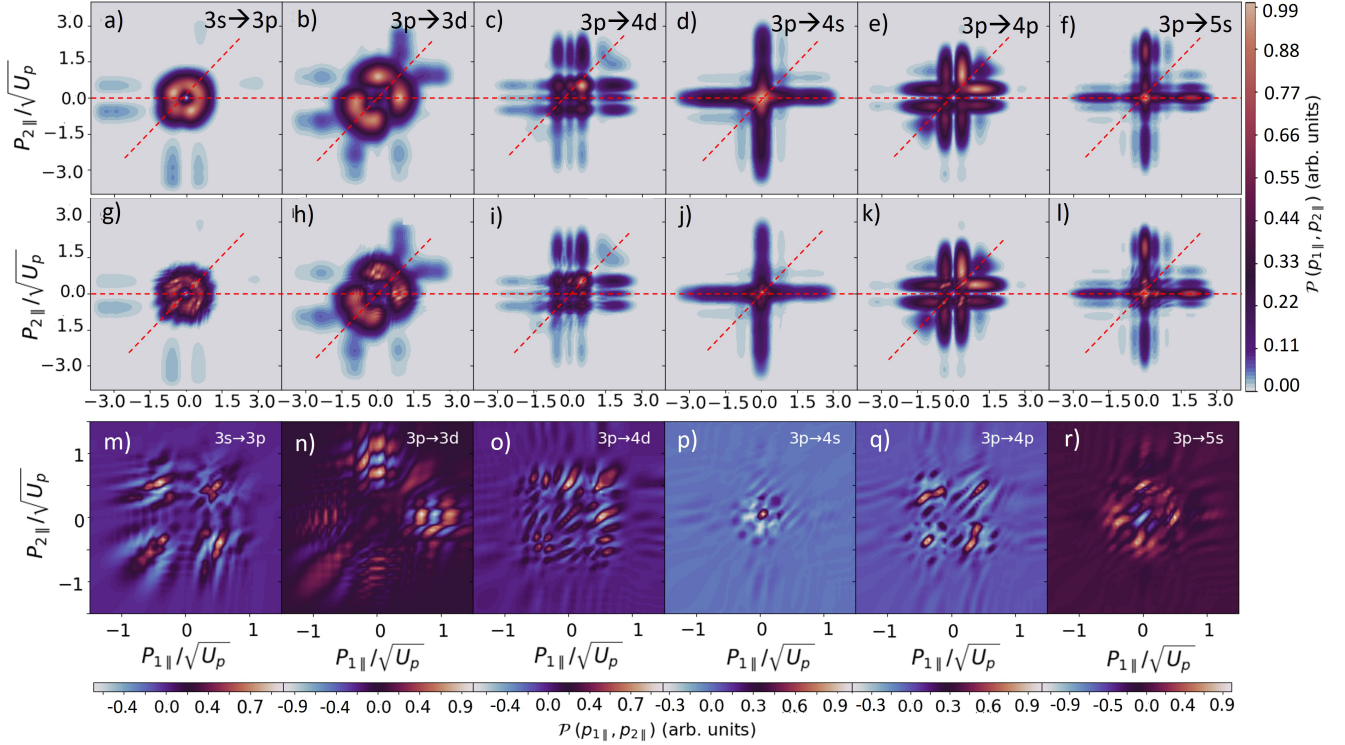 a) 3s→3p b) 3p→3d c) 3p→4d d) 3p→4s e) 3p→4p f) 3p→5s
3.0
1.5
0.0
−1.5
−3.0
P2∥/√Up
g) h) i) j) k) l)
3.0
1.5
0.0
−1.5
−3.0
P2∥/√Up
−3.0 −1.5 0.0 1.5 3.0 −3.0 −1.5 0.0 1.5 3.0 −3.0 −1.5 0.0 1.5 3.0 −3.0 −1.5 0.0 1.5 3.0 −3.0 −1.5 0.0 1.5 3.0 −3.0 −1.5 0.0 1.5 3.0
0.99
0.88
0.77
0.66
0.55
0.44
0.33
0.22
0.11
0.00
𝒫 (p1∥, p2∥) (arb. units)
m) 3s→3p n) 3p→3d o) 3p→4d p) 3p→4s q) 3p→4p r) 3p→5s
1
0
−1
P2∥/√Up
−1 0 1 −1 0 1 −1 0 1 −1 0 1 −1 0 1 −1 0 1
P1∥/√Up P1∥/√Up P1∥/√Up P1∥/√Up P1∥/√Up P1∥/√Up
-0.4 0.0 0.4 0.7 -0.9 -0.4 0.0 0.4 0.9 -0.4 0.0 0.4 0.7 -0.3 0.0 0.3 0.6 -0.3 0.0 0.4 0.9 -0.9 -0.5 0.0 0.4 0.9
𝒫 (p1∥, p2∥) (arb. units)